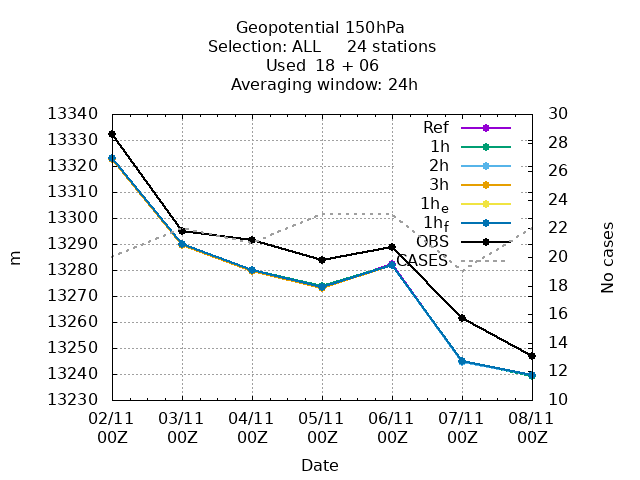 Geopotential 150hPa
Selection: ALL 24 stations
Used 18 + 06
Averaging window: 24h
13340
13330
13320
13310
13300
13290
13280
13270
13260
13250
13240
13230
m
30
28
26
24
22
20
18
16
14
12
10
No cases
Ref
1h
2h
3h
1he
1hf
OBS
CASES
02/11 03/11 04/11 05/11 06/11 07/11 08/11
00Z 00Z 00Z 00Z 00Z 00Z 00Z
Date